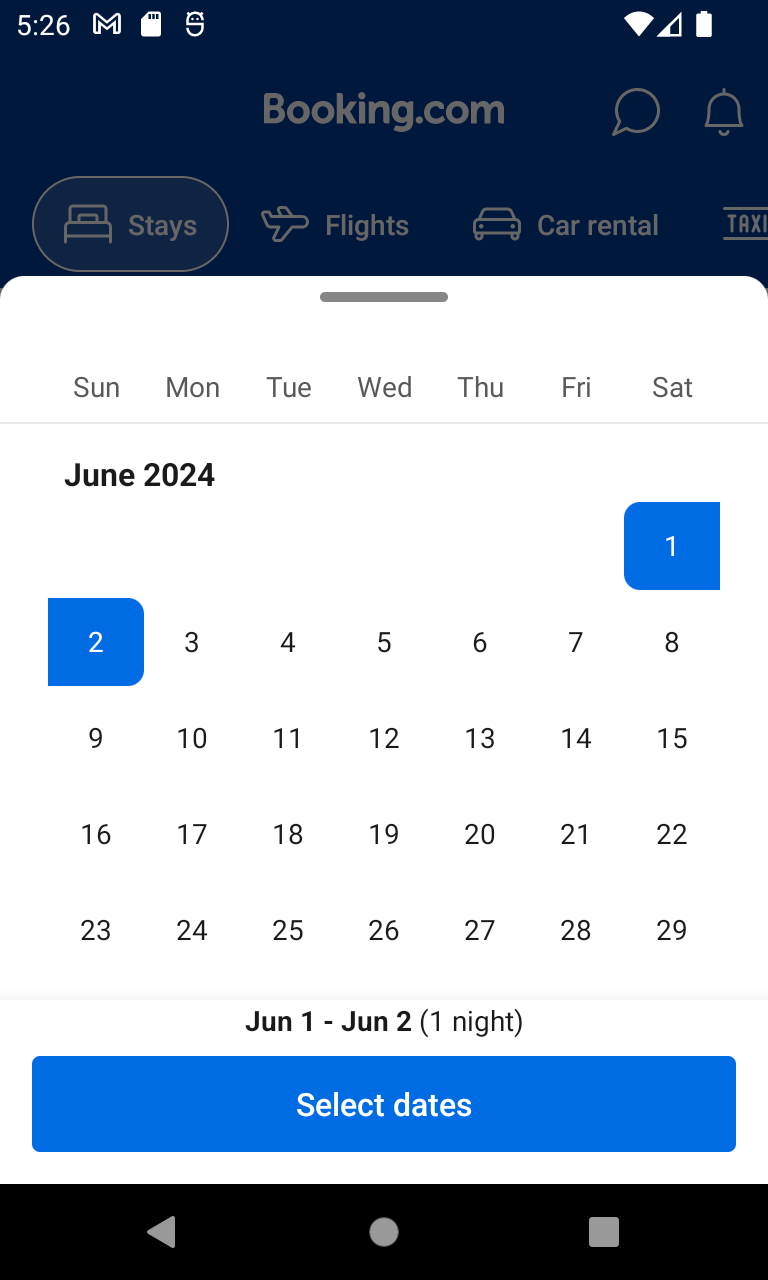 5:26
Booking.com
Stays Flights Car rental TAXI
Sun Mon Tue Wed Thu Fri Sat
June 2024
1
2 3 4 5 6 7 8
9 10 11 12 13 14 15
16 17 18 19 20 21 22
23 24 25 26 27 28 29
Jun 1 - Jun 2 (1 night)
Select dates